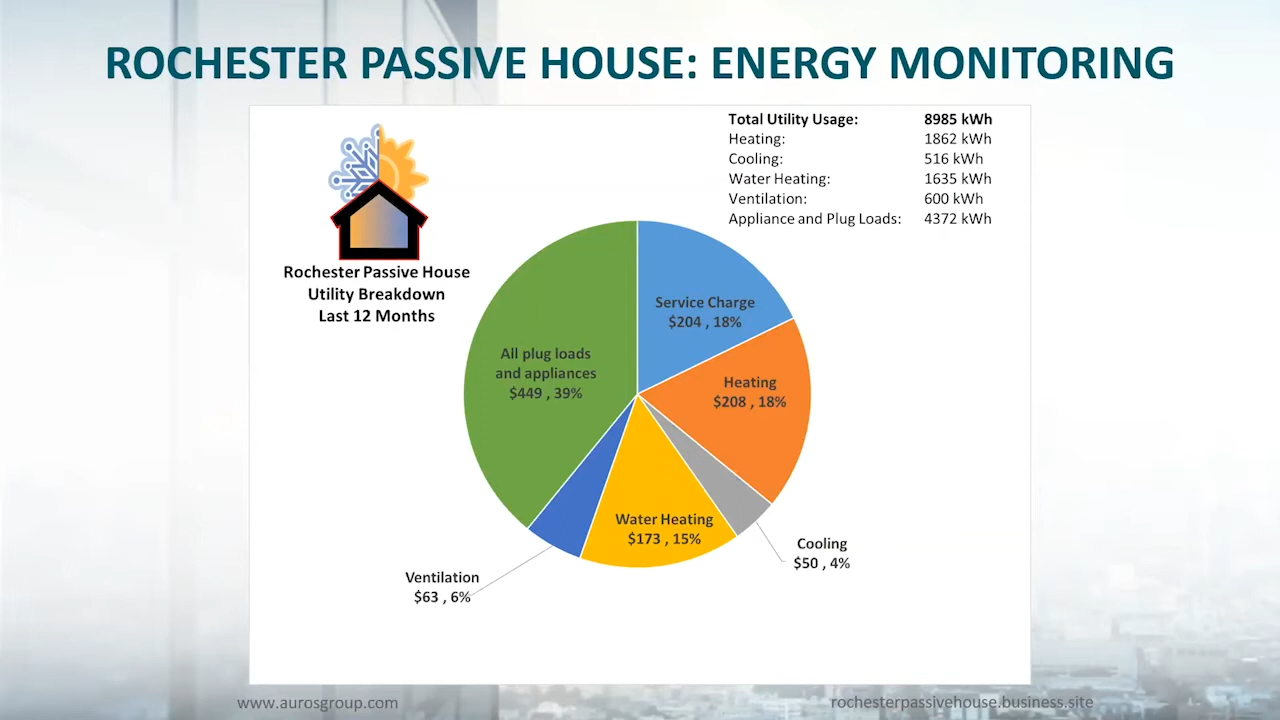 ROCHESTER PASSIVE HOUSE: ENERGY MONITORING
Total Utility Usage: 8985 kWh
Heating: 1862 kWh
Cooling: 516 kWh
Water Heating: 1635 kWh
Ventilation: 600 kWh
Appliance and Plug Loads: 4372 kWh
Rochester Passive House
Utility Breakdown
Last 12 Months
Service Charge
$204 , 18%
All plug loads
and appliances
$449 , 39%
Heating
$208 , 18%
Water Heating
$173 , 15%
Cooling
$50 , 4%
Ventilation
$63 , 6%
www.aurosgroup.com
rochesterpassivehouse.business.site